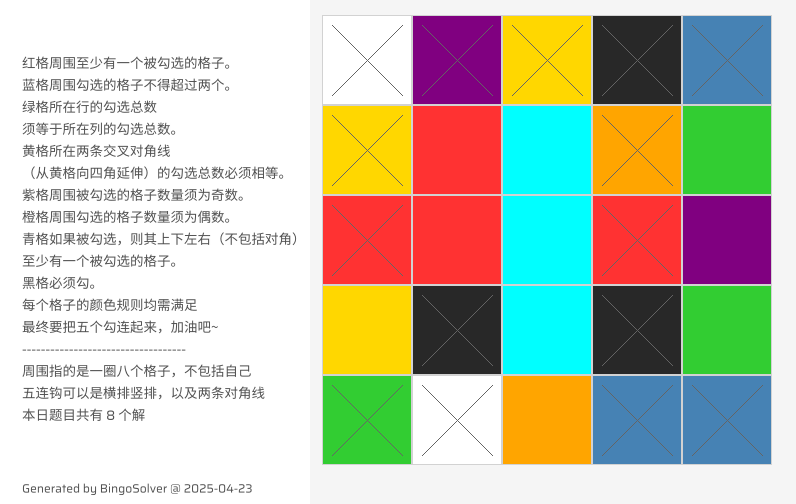 红格周围至少有一个被勾选的格子。
蓝格周围勾选的格子不得超过两个。
绿格所在行的勾选总数
须等于所在列的勾选总数。
黄格所在两条交叉对角线
（从黄格向四角延伸）的勾选总数必须相等。
紫格周围被勾选的格子数量须为奇数。
橙格周围勾选的格子数量须为偶数。
青格如果被勾选，则其上下左右（不包括对角）
至少有一个被勾选的格子。
黑格必须勾。
每个格子的颜色规则均需满足
最终要把五个勾连起来，加油吧~
-----------------------------------
周围指的是一圈八个格子，不包括自己
五连钩可以是横排竖排，以及两条对角线
本日题目共有 8 个解
Generated by BingoSolver @ 2025-04-23